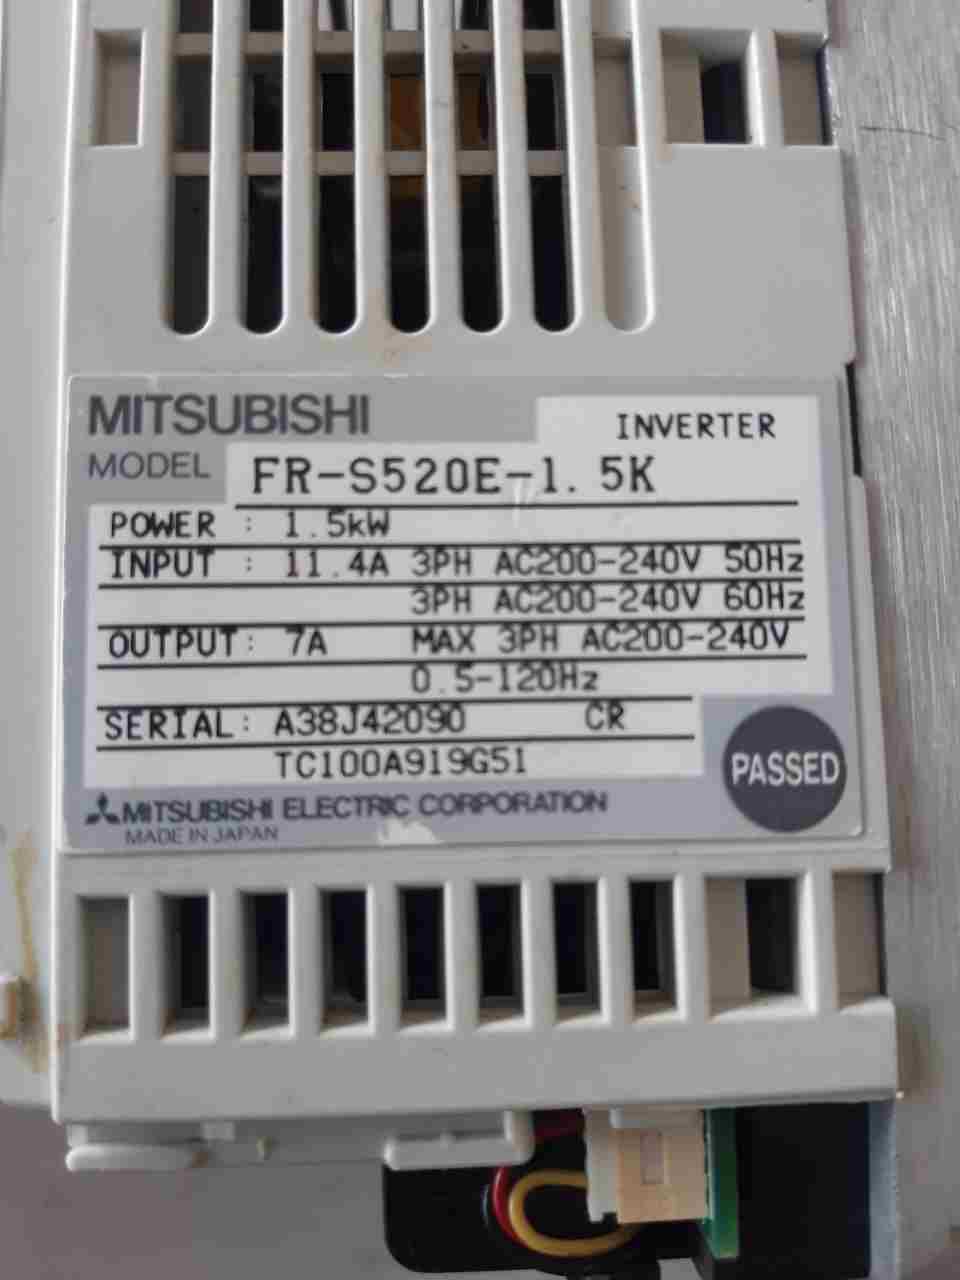 MITSUBISHI
INVERTER
MODEL FR-S520E-1.5K
POWER : 1.5kW
INPUT : 11.4A 3PH AC200-240V 50Hz
3PH AC200-240V 60Hz
OUTPUT: 7A MAX 3PH AC200-240V
0.5-120Hz
SERIAL: A38J42090 CR
TC100A919G51
PASSED
MITSUBISHI ELECTRIC CORPORATION
MADE IN JAPAN